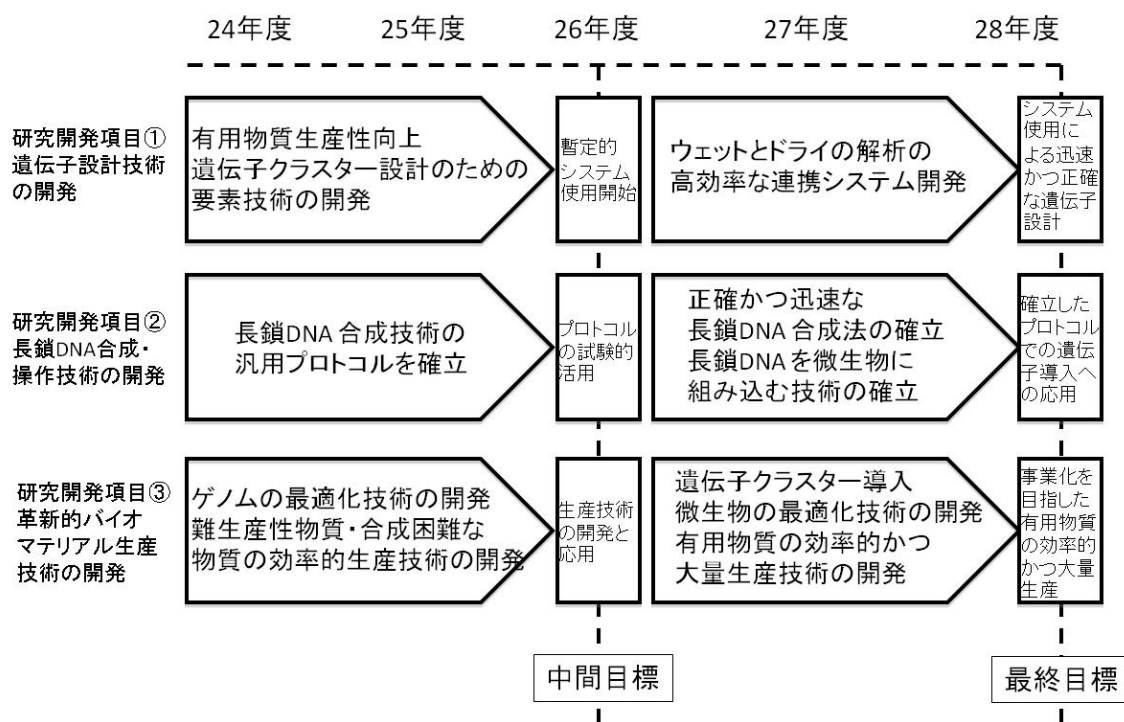 24年度 25年度 26年度 27年度 28年度
研究開発項目①
遺伝子設計技術
の開発
有用物質生産性向上
遺伝子クラスター設計のための
要素技術の開発
暫定的
システム
使用開始
ウェットとドライの解析の
高効率な連携システム開発
システム
使用に
よる迅速
かつ正確
な遺伝子
設計
研究開発項目②
長鎖DNA合成・
操作技術の開発
長鎖DNA合成技術の
汎用プロトコルを確立
プロトコル
の試験的
活用
正確かつ迅速な
長鎖DNA合成法の確立
長鎖DNAを微生物に
組み込む技術の確立
確立した
プロトコル
での遺伝
子導入へ
の応用
研究開発項目③
革新的バイオ
マテリアル生産
技術の開発
ゲノムの最適化技術の開発
難生産性物質・合成困難な
物質の効率的生産技術の開発
生産技術
の開発と
応用
遺伝子クラスター導入
微生物の最適化技術の開発
有用物質の効率的かつ
大量生産技術の開発
事業化を
目指した
有用物質
の効率的
かつ大量
生産
中間目標
最終目標